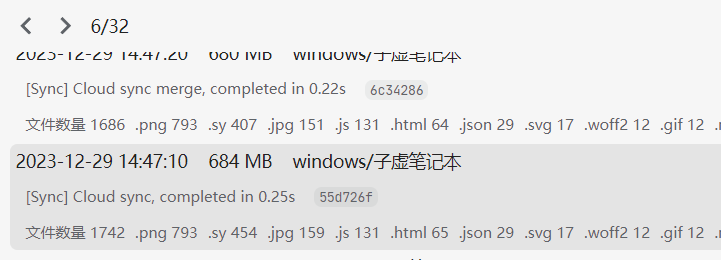 6/32
2023-12-29 14:47:20 680 MB windows/子虚笔记本
[Sync] Cloud sync merge, completed in 0.22s 6c34286
文件数量 1686 .png 793 .sy 407 .jpg 151 .js 131 .html 64 .json 29 .svg 17 .woff2 12 .gif 12
2023-12-29 14:47:10 684 MB windows/子虚笔记本
[Sync] Cloud sync, completed in 0.25s 55d726f
文件数量 1742 .png 793 .sy 454 .jpg 159 .js 131 .html 65 .json 29 .svg 17 .woff2 12 .gif 12